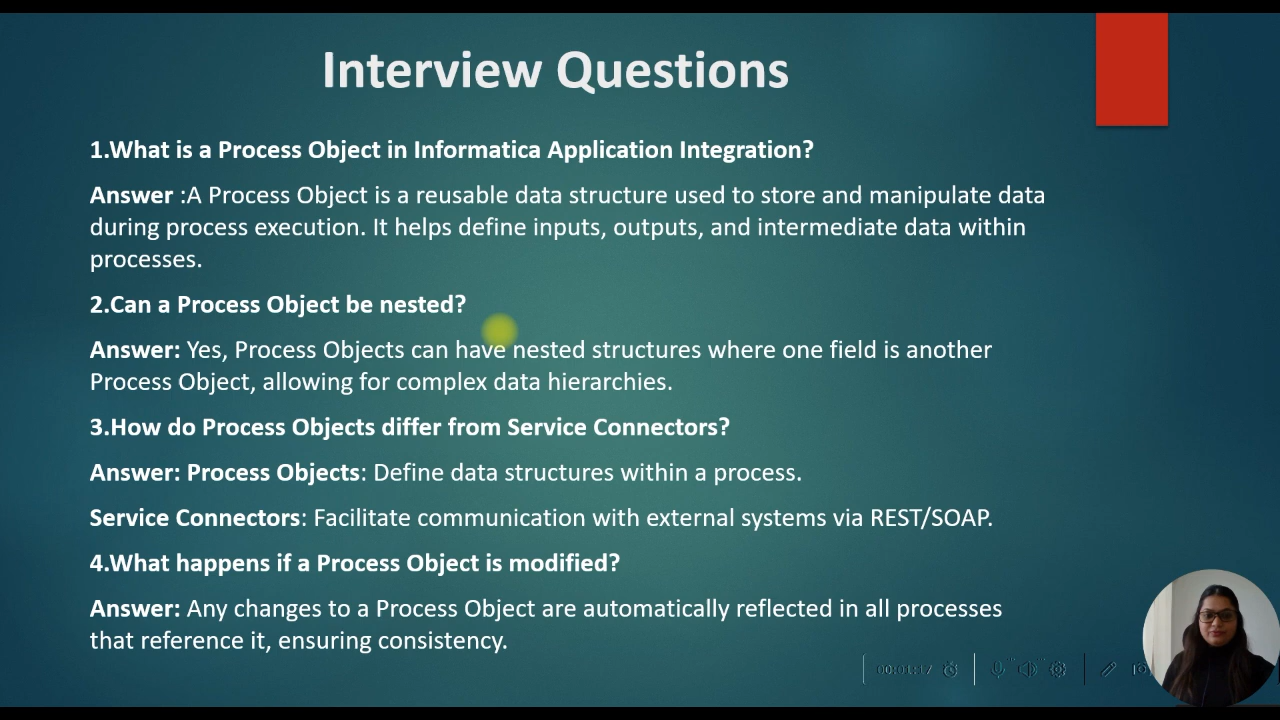 Interview Questions
1.What is a Process Object in Informatica Application Integration?
Answer :A Process Object is a reusable data structure used to store and manipulate data
during process execution. It helps define inputs, outputs, and intermediate data within
processes.
2.Can a Process Object be nested?
Answer: Yes, Process Objects can have nested structures where one field is another
Process Object, allowing for complex data hierarchies.
3.How do Process Objects differ from Service Connectors?
Answer: Process Objects: Define data structures within a process.
Service Connectors: Facilitate communication with external systems via REST/SOAP.
4.What happens if a Process Object is modified?
Answer: Any changes to a Process Object are automatically reflected in all processes
that reference it, ensuring consistency.
00:01:17